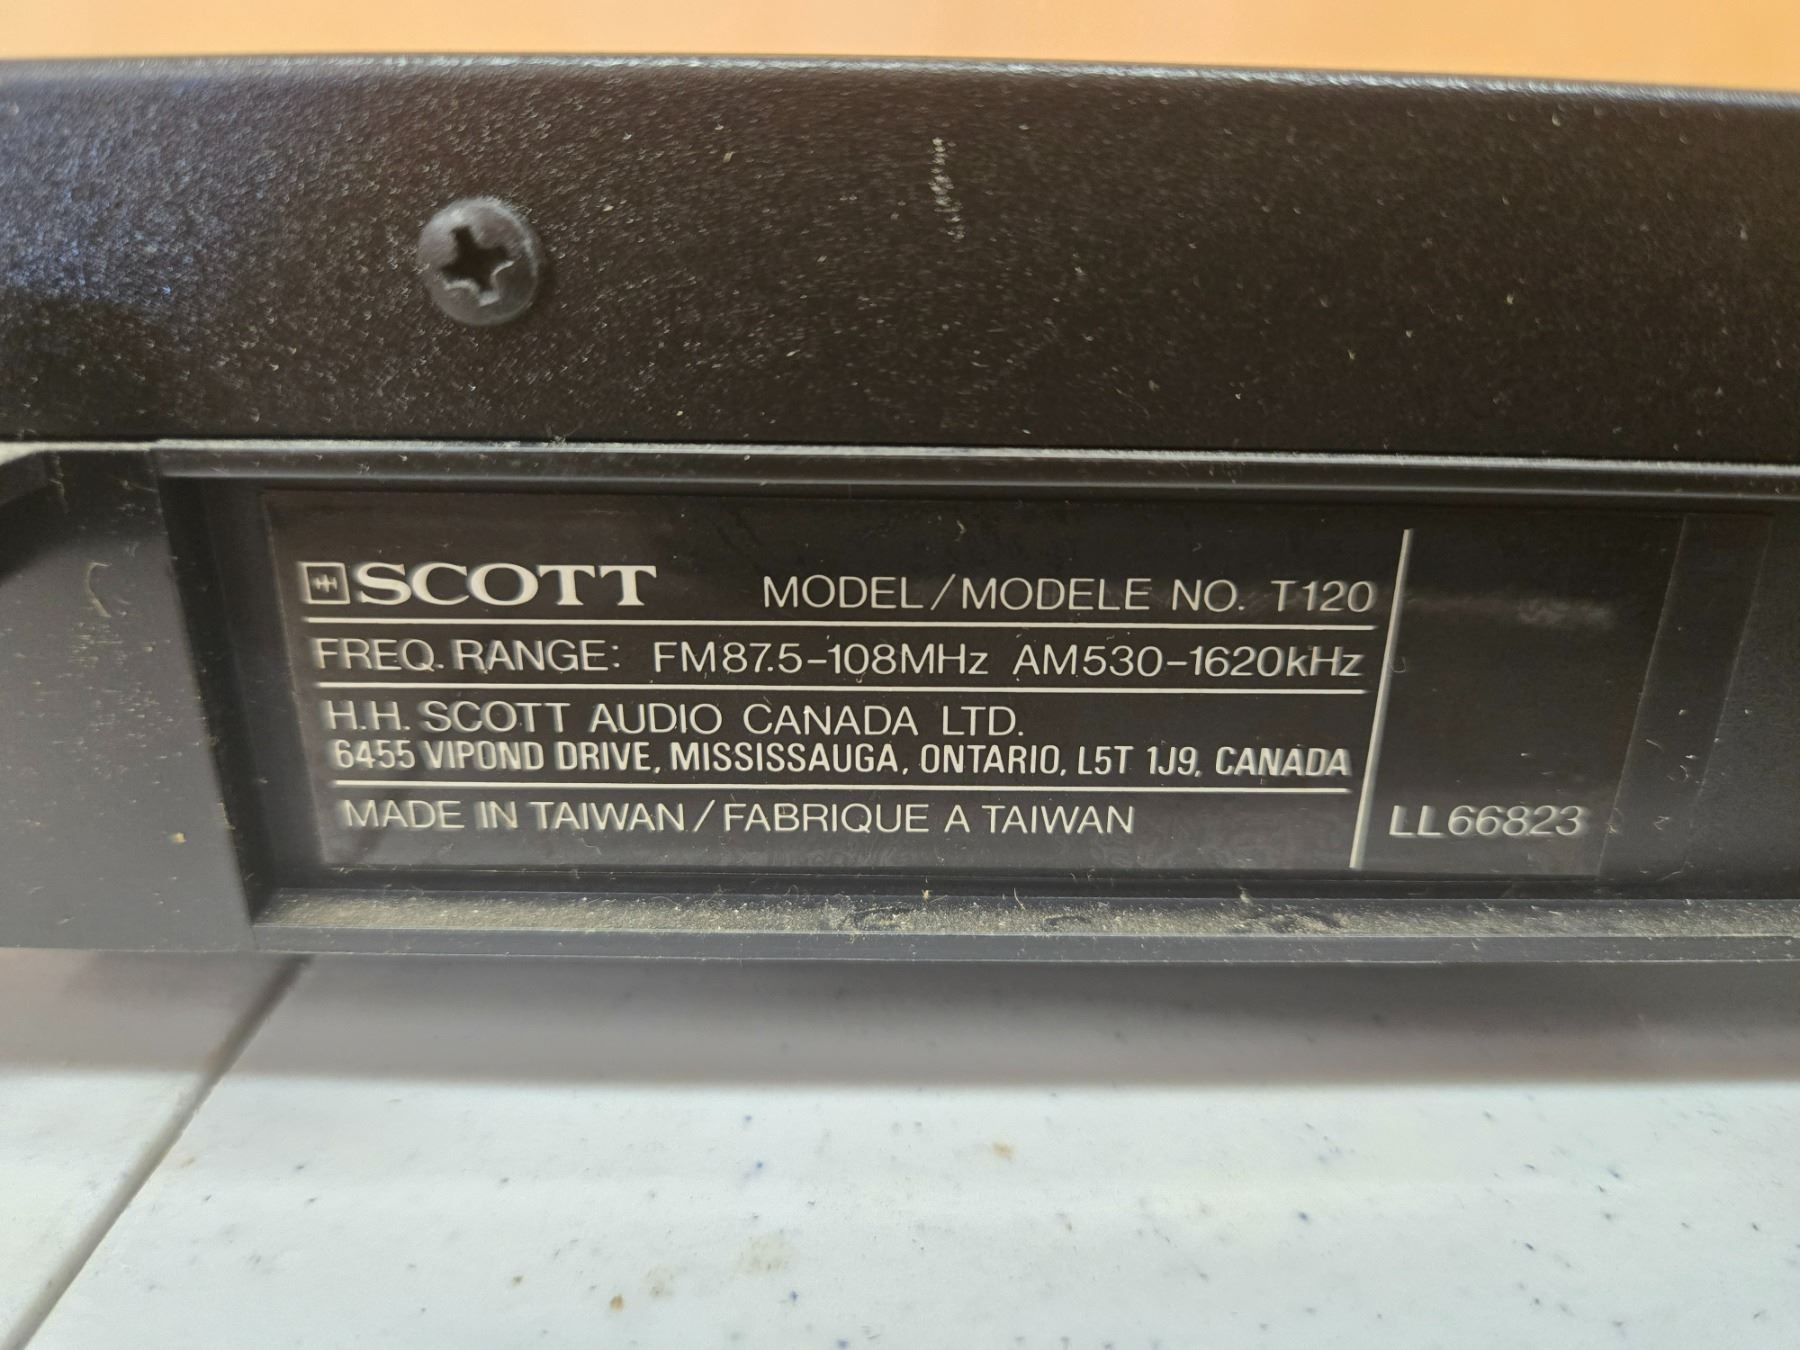 SCOTT MODEL/MODELE NO. T120
FREQ. RANGE: FM87.5-108MHz AM530-1620kHz
H.H. SCOTT AUDIO CANADA LTD.
6455 VIPOND DRIVE, MISSISSAUGA, ONTARIO, L5T 1J9, CANADA
MADE IN TAIWAN/FABRIQUE A TAIWAN
LL66823